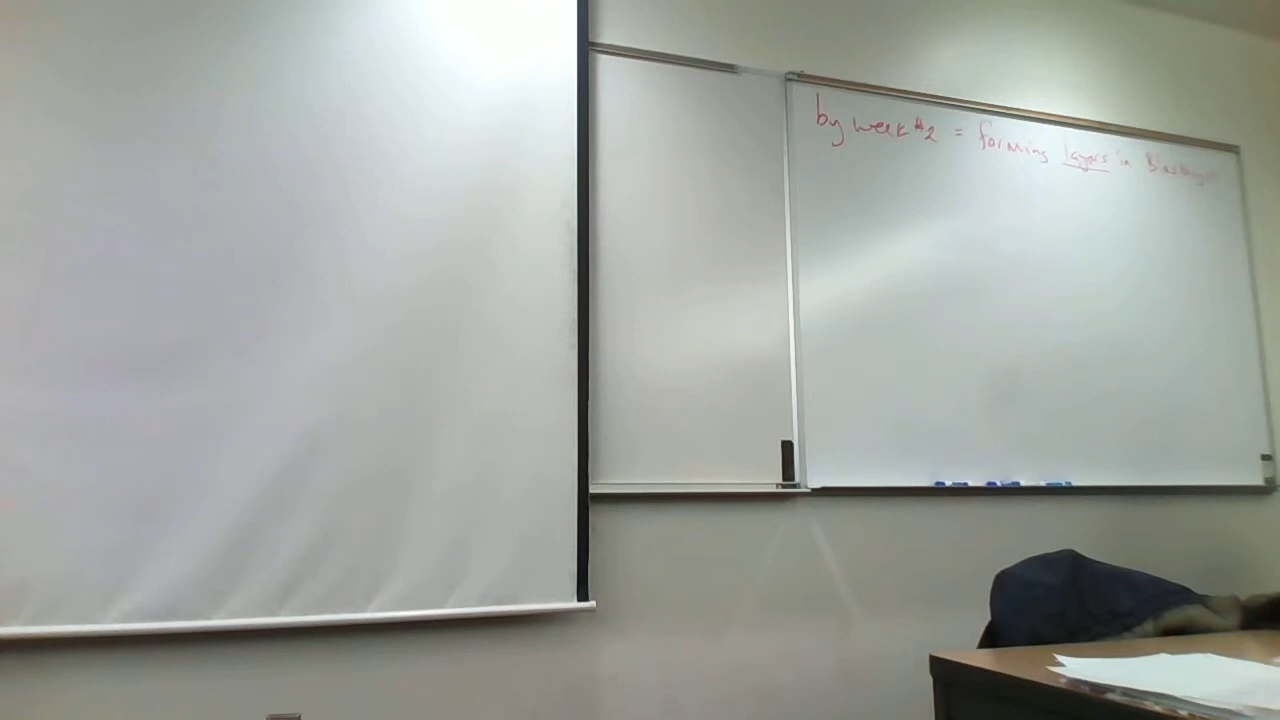 by week #2 = forming layers in